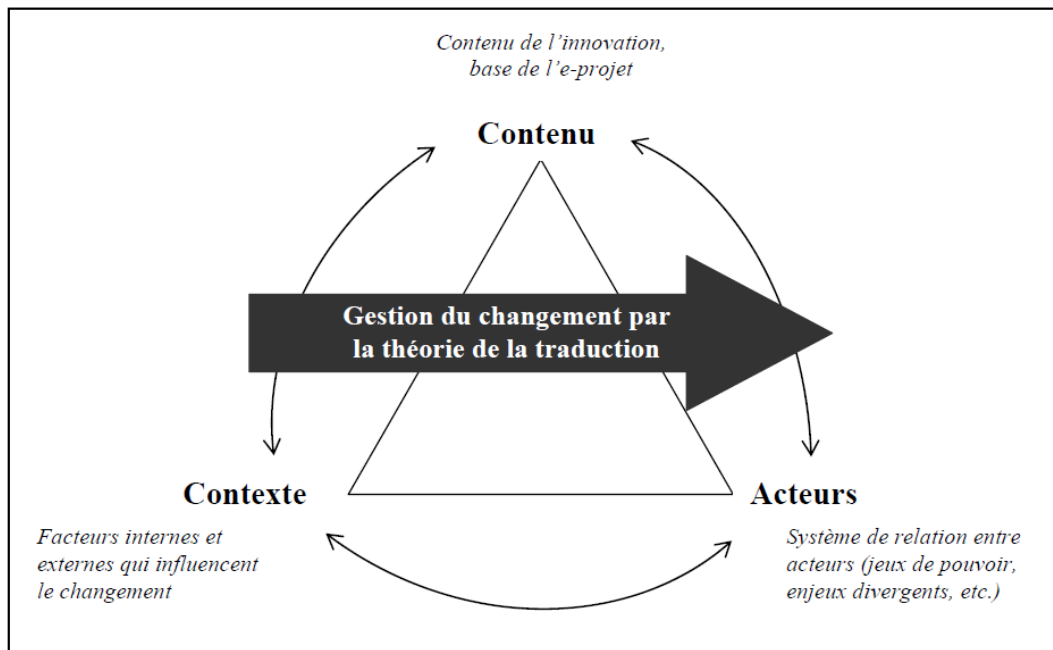 Contenu de l’innovation,
base de l’e-projet
Contenu
Gestion du changement par
la théorie de la traduction
Contexte
Acteurs
Facteurs internes et
externes qui influencent
le changement
Système de relation entre
acteurs (jeux de pouvoir,
enjeux divergents, etc.)